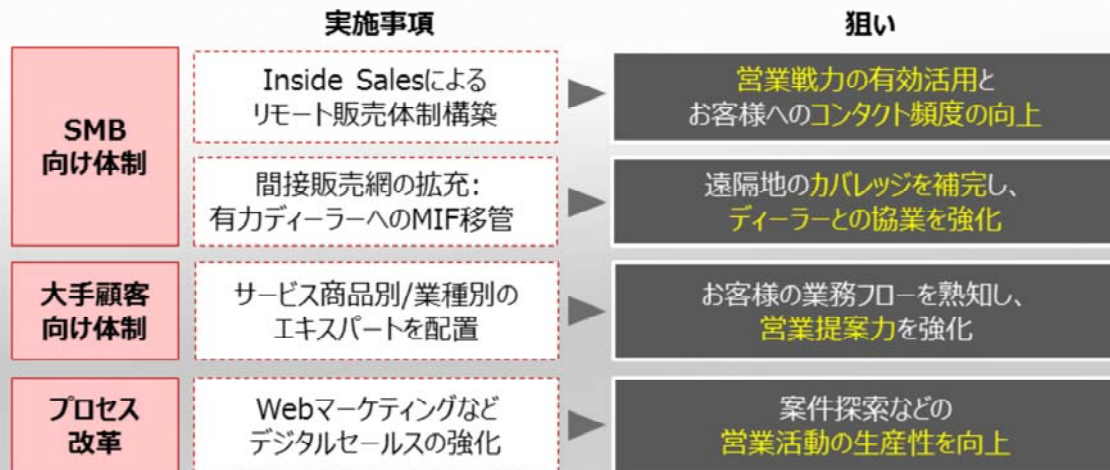 実施事項
狙い
SMB
向け体制
Inside Salesによる
リモート販売体制構築
営業戦力の有効活用と
お客様へのコンタクト頻度の向上
間接販売網の拡充:
有力ディーラーへのMIF移管
遠隔地のカバレッジを補完し、
ディーラーとの協業を強化
大手顧客
向け体制
サービス商品別/業種別の
エキスパートを配置
お客様の業務フローを熟知し、
営業提案力を強化
プロセス
改革
Webマーケティングなど
デジタルセールスの強化
案件探索などの
営業活動の生産性を向上